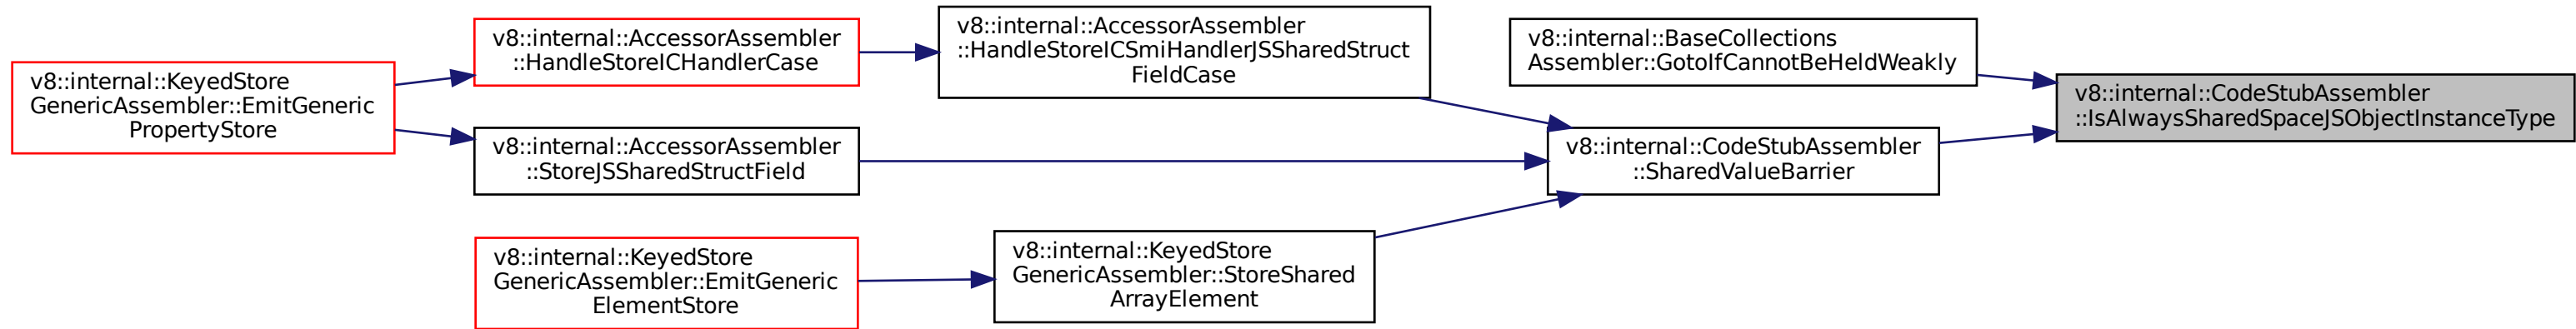 v8::internal::KeyedStore
GenericAssembler::EmitGeneric
PropertyStore
v8::internal::AccessorAssembler
::HandleStoreICHandlerCase
v8::internal::AccessorAssembler
::StoreJSSharedStructField
v8::internal::KeyedStore
GenericAssembler::EmitGeneric
ElementStore
v8::internal::AccessorAssembler
::HandleStoreICSmiHandlerJSSharedStruct
FieldCase
v8::internal::KeyedStore
GenericAssembler::StoreShared
ArrayElement
v8::internal::BaseCollections
Assembler::GotoIfCannotBeHeldWeakly
v8::internal::CodeStubAssembler
::SharedValueBarrier
v8::internal::CodeStubAssembler
::IsAlwaysSharedSpaceJSObjectInstanceType